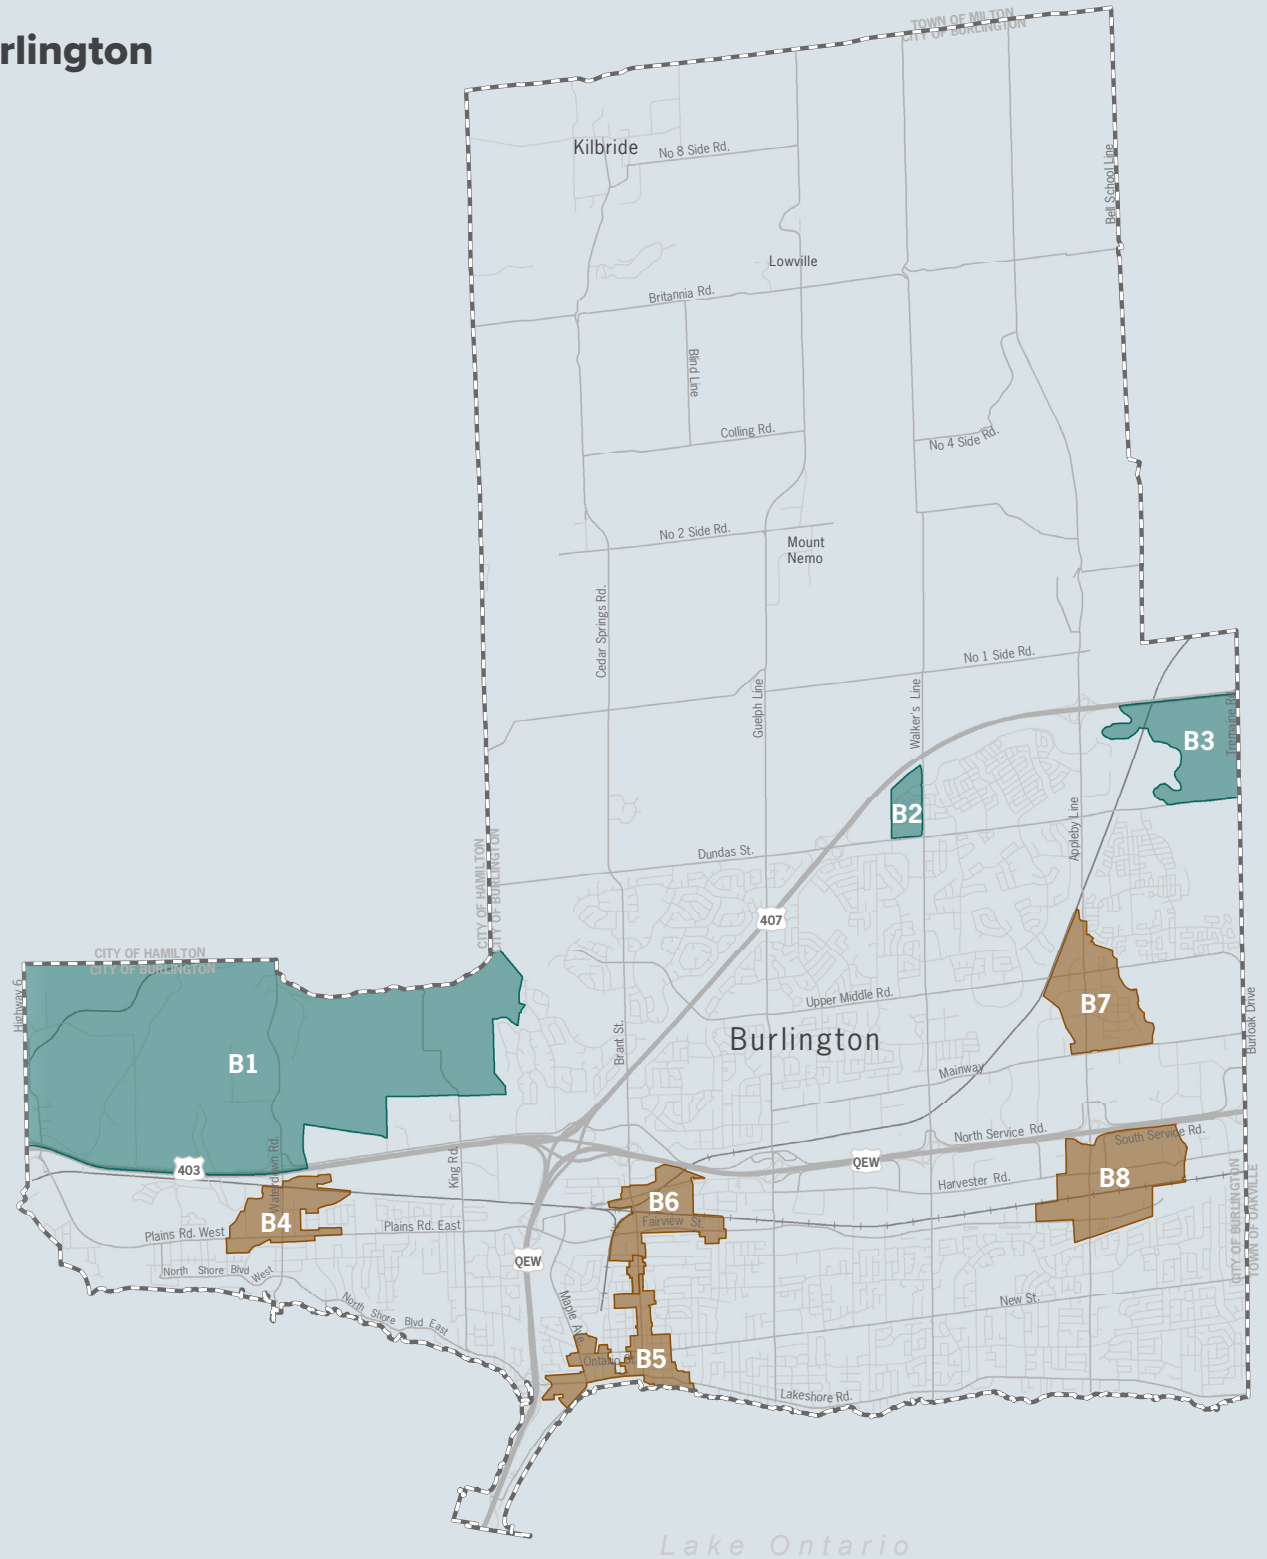 rlington
TOWN OF MILTON
CITY OF BURLINGTON
Kilbride
No 8 Side Rd.
Bell School Line
Lowville
Britannia Rd.
Blind Line
Colling Rd.
No 4 Side Rd.
No 2 Side Rd.
Mount
Nemo
Cedar Springs Rd.
No 1 Side Rd.
Guelph Line
Walker's Line
Tremaine Rd.
B3
B2
Appleby Line
Dundas St.
CITY OF HAMILTON
CITY OF BURLINGTON
407
CITY OF HAMILTON
CITY OF BURLINGTON
Highway 6
Upper Middle Rd.
B7
Burloak Drive
Burlington
Brant St.
B1
Mainway
North Service Rd.
South Service Rd.
403
Waterdown Rd.
King Rd.
QEW
Harvester Rd.
B8
B6
B4
Plains Rd. West
Plains Rd. East
Fairview St.
CITY OF BURLINGTON
TOWN OF OAKVILLE
QEW
North Shore Blvd West
North Shore Blvd East
Maple Ave.
New St.
Ontario St.
B5
Lakeshore Rd.
Lake Ontario